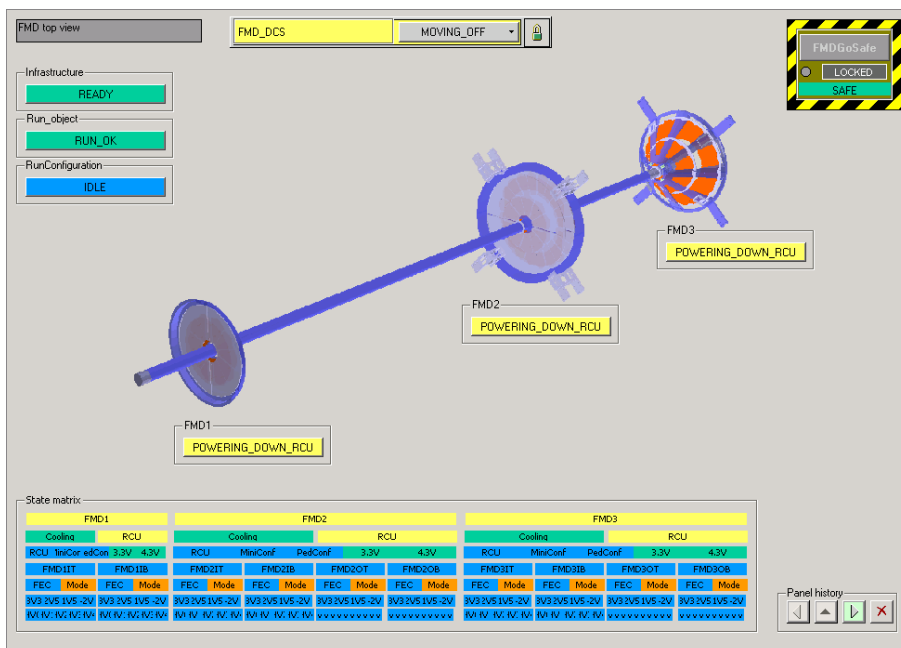 FMD top view
FMD_DCS MOVING_OFF
FMDGoSafe
LOCKED
SAFE
Infrastructure
READY
Run_object
RUN_OK
RunConfiguration
IDLE
FMD3
POWERING_DOWN_RCU
FMD2
POWERING_DOWN_RCU
FMD1
POWERING_DOWN_RCU
State matrix
FMD1 FMD2 FMD3
Cooling RCU Cooling RCU Cooling RCU
RCU 3.3V 4.3V RCU MiniConf PedConf 3.3V 4.3V RCU MiniConf PedConf 3.3V 4.3V
FMD1IT FMD1IB FMD2IT FMD2IB FMD2OT FMD2OB FMD3IT FMD3IB FMD3OT FMD3OB
FEC Mode FEC Mode FEC Mode FEC Mode FEC Mode FEC Mode FEC Mode FEC Mode FEC Mode FEC Mode
Panel history